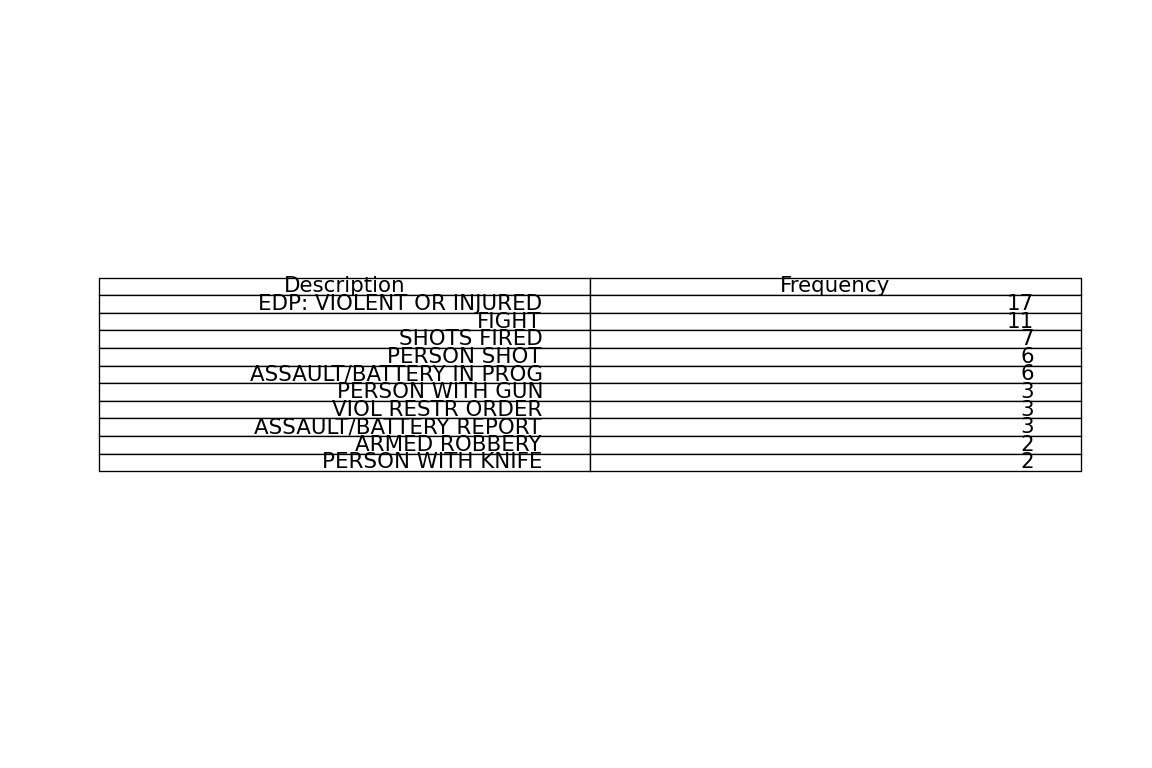 Description Frequency
EDP: VIOLENT OR INJURED 17
FIGHT 11
SHOTS FIRED 7
PERSON SHOT 6
ASSAULT/BATTERY IN PROG 6
PERSON WITH GUN 3
VIOL RESTR ORDER 3
ASSAULT/BATTERY REPORT 3
ARMED ROBBERY 2
PERSON WITH KNIFE 2